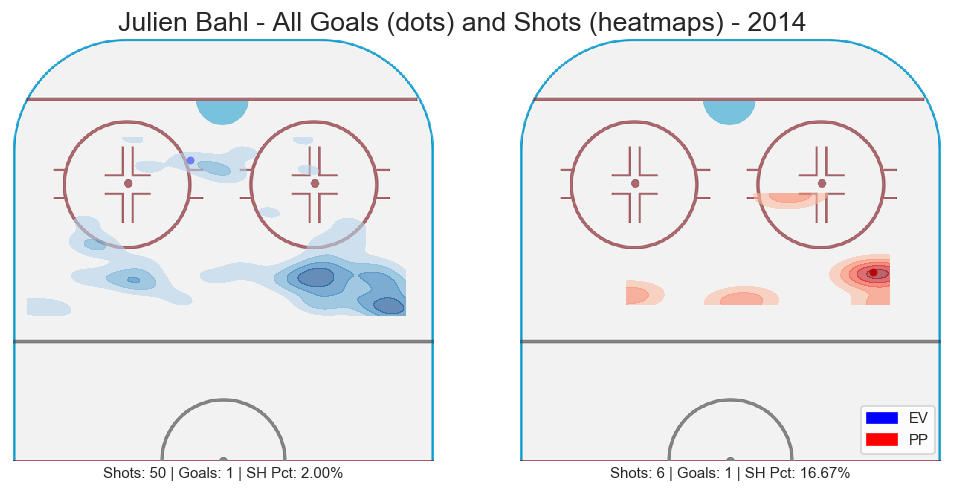 Julien Bahl - All Goals (dots) and Shots (heatmaps) - 2014
EV
PP
Shots: 50 | Goals: 1 | SH Pct: 2.00%
Shots: 6 | Goals: 1 | SH Pct: 16.67%